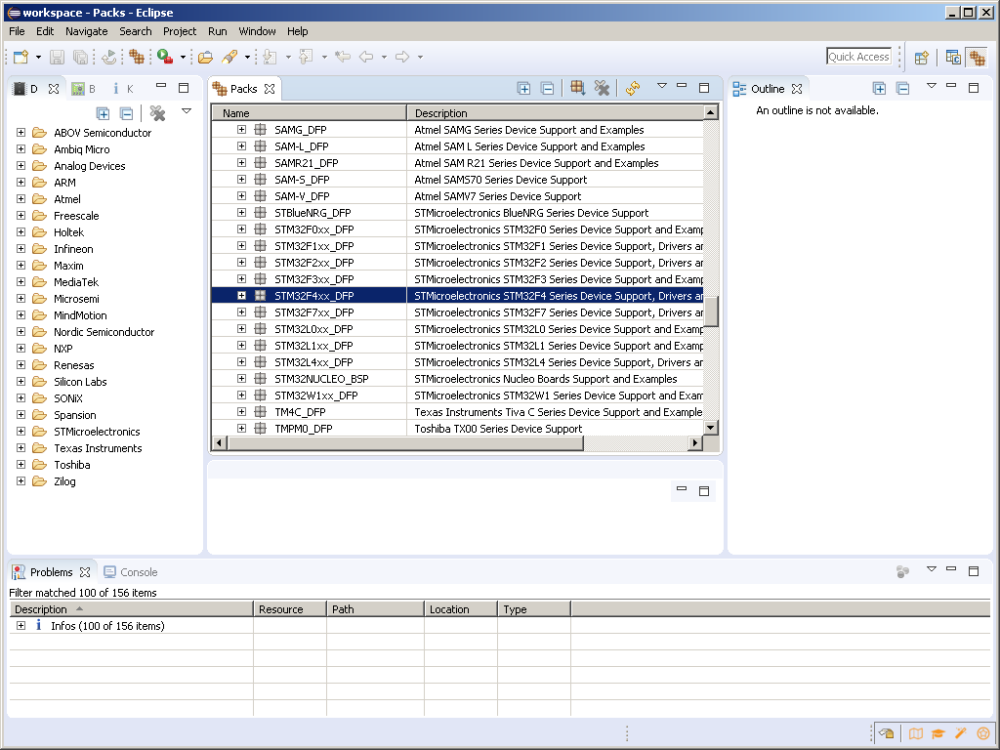 workspace - Packs - Eclipse
File Edit Navigate Search Project Run Window Help
Quick Access
D B K
ABOV Semiconductor
Ambiq Micro
Analog Devices
ARM
Atmel
Freescale
Holtek
Infineon
Maxim
MediaTek
Microsemi
MindMotion
Nordic Semiconductor
NXP
Renesas
Silicon Labs
SONiX
Spansion
STMicroelectronics
Texas Instruments
Toshiba
Zilog
Packs
Name Description
SAMG_DFP Atmel SAMG Series Device Support and Examples
SAM-L_DFP Atmel SAM L Series Device Support and Examples
SAMR21_DFP Atmel SAM R21 Series Device Support and Examples
SAM-S_DFP Atmel SAMS70 Series Device Support
SAM-V_DFP Atmel SAMV7 Series Device Support
STBlueNRG_DFP STMicroelectronics BlueNRG Series Device Support
STM32F0xx_DFP STMicroelectronics STM32F0 Series Device Support and Examp
STM32F1xx_DFP STMicroelectronics STM32F1 Series Device Support, Drivers ar
STM32F2xx_DFP STMicroelectronics STM32F2 Series Device Support, Drivers ar
STM32F3xx_DFP STMicroelectronics STM32F3 Series Device Support and Examp
STM32F4xx_DFP STMicroelectronics STM32F4 Series Device Support, Drivers ar
STM32F7xx_DFP STMicroelectronics STM32F7 Series Device Support, Drivers ar
STM32L0xx_DFP STMicroelectronics STM32L0 Series Device Support and Examp
STM32L1xx_DFP STMicroelectronics STM32L1 Series Device Support and Examp
STM32L4xx_DFP STMicroelectronics STM32L4 Series Device Support, Drivers ar
STM32NUCLEO_BSP STMicroelectronics Nucleo Boards Support and Examples
STM32W1xx_DFP STMicroelectronics STM32W1 Series Device Support and Exam
TM4C_DFP Texas Instruments Tiva C Series Device Support and Example
TMPM0_DFP Toshiba TX00 Series Device Support
Outline
An outline is not available.
Problems Console
Filter matched 100 of 156 items
Description Resource Path Location Type
Infos (100 of 156 items)